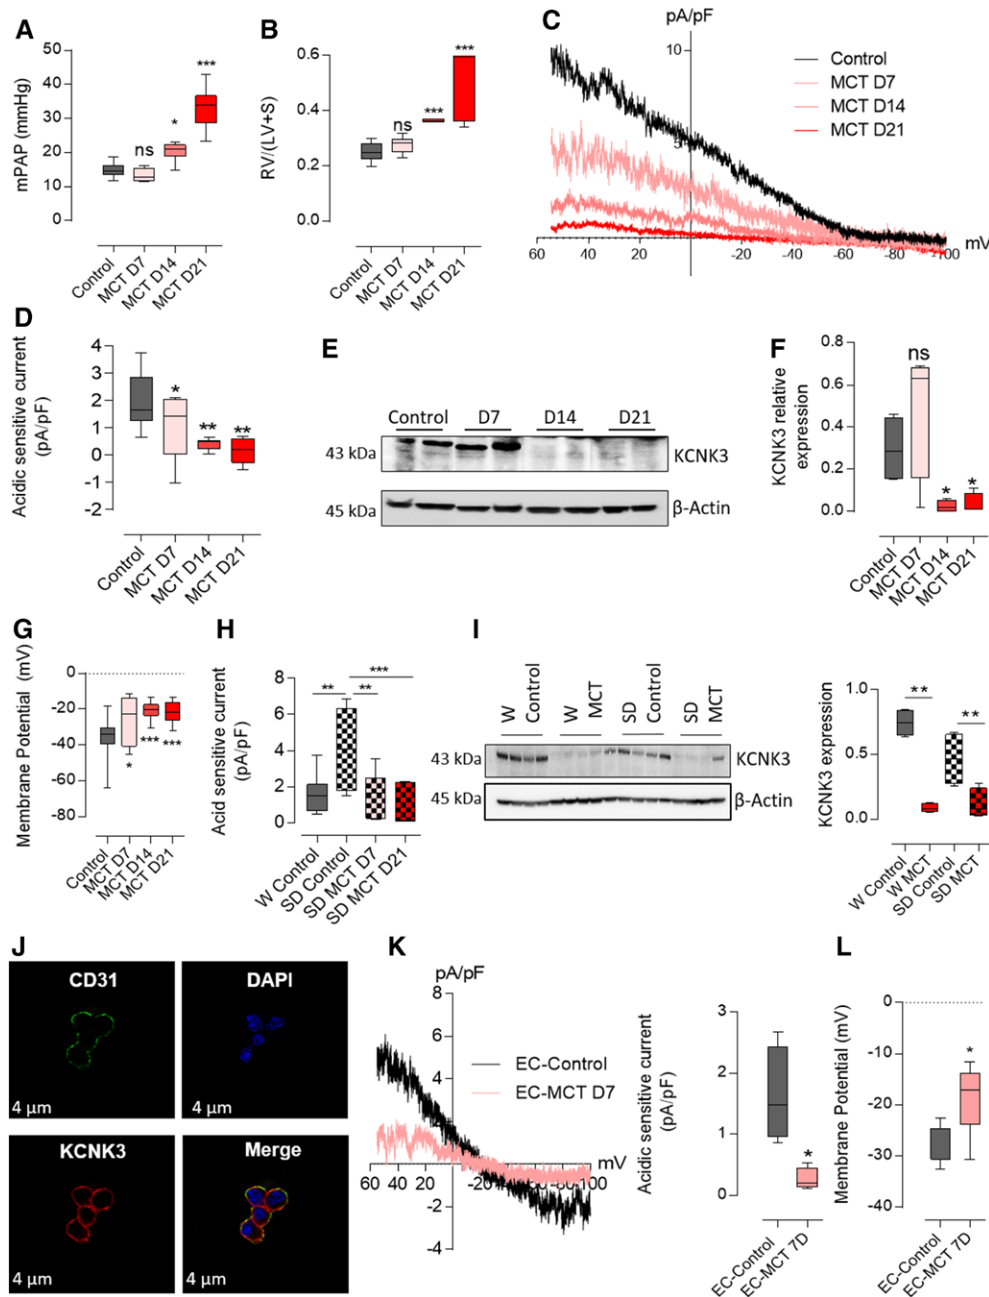 A
mPAP (mmHg)
50
40
30
20
10
0
ns
*
***
Control
MCT D7
MCT D14
MCT D21
B
RV/(LV+S)
0.6
0.4
0.2
0.0
ns
***
***
Control
MCT D7
MCT D14
MCT D21
C
pA/pF
10
5
Control
MCT D7
MCT D14
MCT D21
60 40 20 -20 -40 -60 -80 -100
mV
D
Acidic sensitive current
(pA/pF)
4
3
2
1
0
-1
-2
*
**
**
Control
MCT D7
MCT D14
MCT D21
E
Control D7 D14 D21
43 kDa KCNK3
45 kDa β-Actin
F
KCNK3 relative
expression
0.8
0.6
0.4
0.2
0.0
ns
*
*
Control
MCT D7
MCT D14
MCT D21
G
Membrane Potential (mV)
0
-20
-40
-60
-80
*
***
***
Control
MCT D7
MCT D14
MCT D21
H
Acid sensitive current
(pA/pF)
8
6
4
2
0
***
** **
W Control
SD Control
SD MCT D7
SD MCT D21
I
W
Control
W
MCT
SD
Control
SD
MCT
43 kDa KCNK3
45 kDa β-Actin
KCNK3 expression
1.0
0.5
0.0
**
**
W Control
W MCT
SD Control
SD MCT
J
CD31
4 μm
DAPI
4 μm
KCNK3
4 μm
Merge
4 μm
K
pA/pF
8
6
4
-2
-4
EC-Control
EC-MCT D7
60 40 20 -20 -60 -100
mV
Acidic sensitive current
(pA/pF)
3
2
1
0
*
EC-Control
EC-MCT 7D
L
Membrane Potential (mV)
0
-10
-20
-30
-40
*
EC-Control
EC-MCT 7D